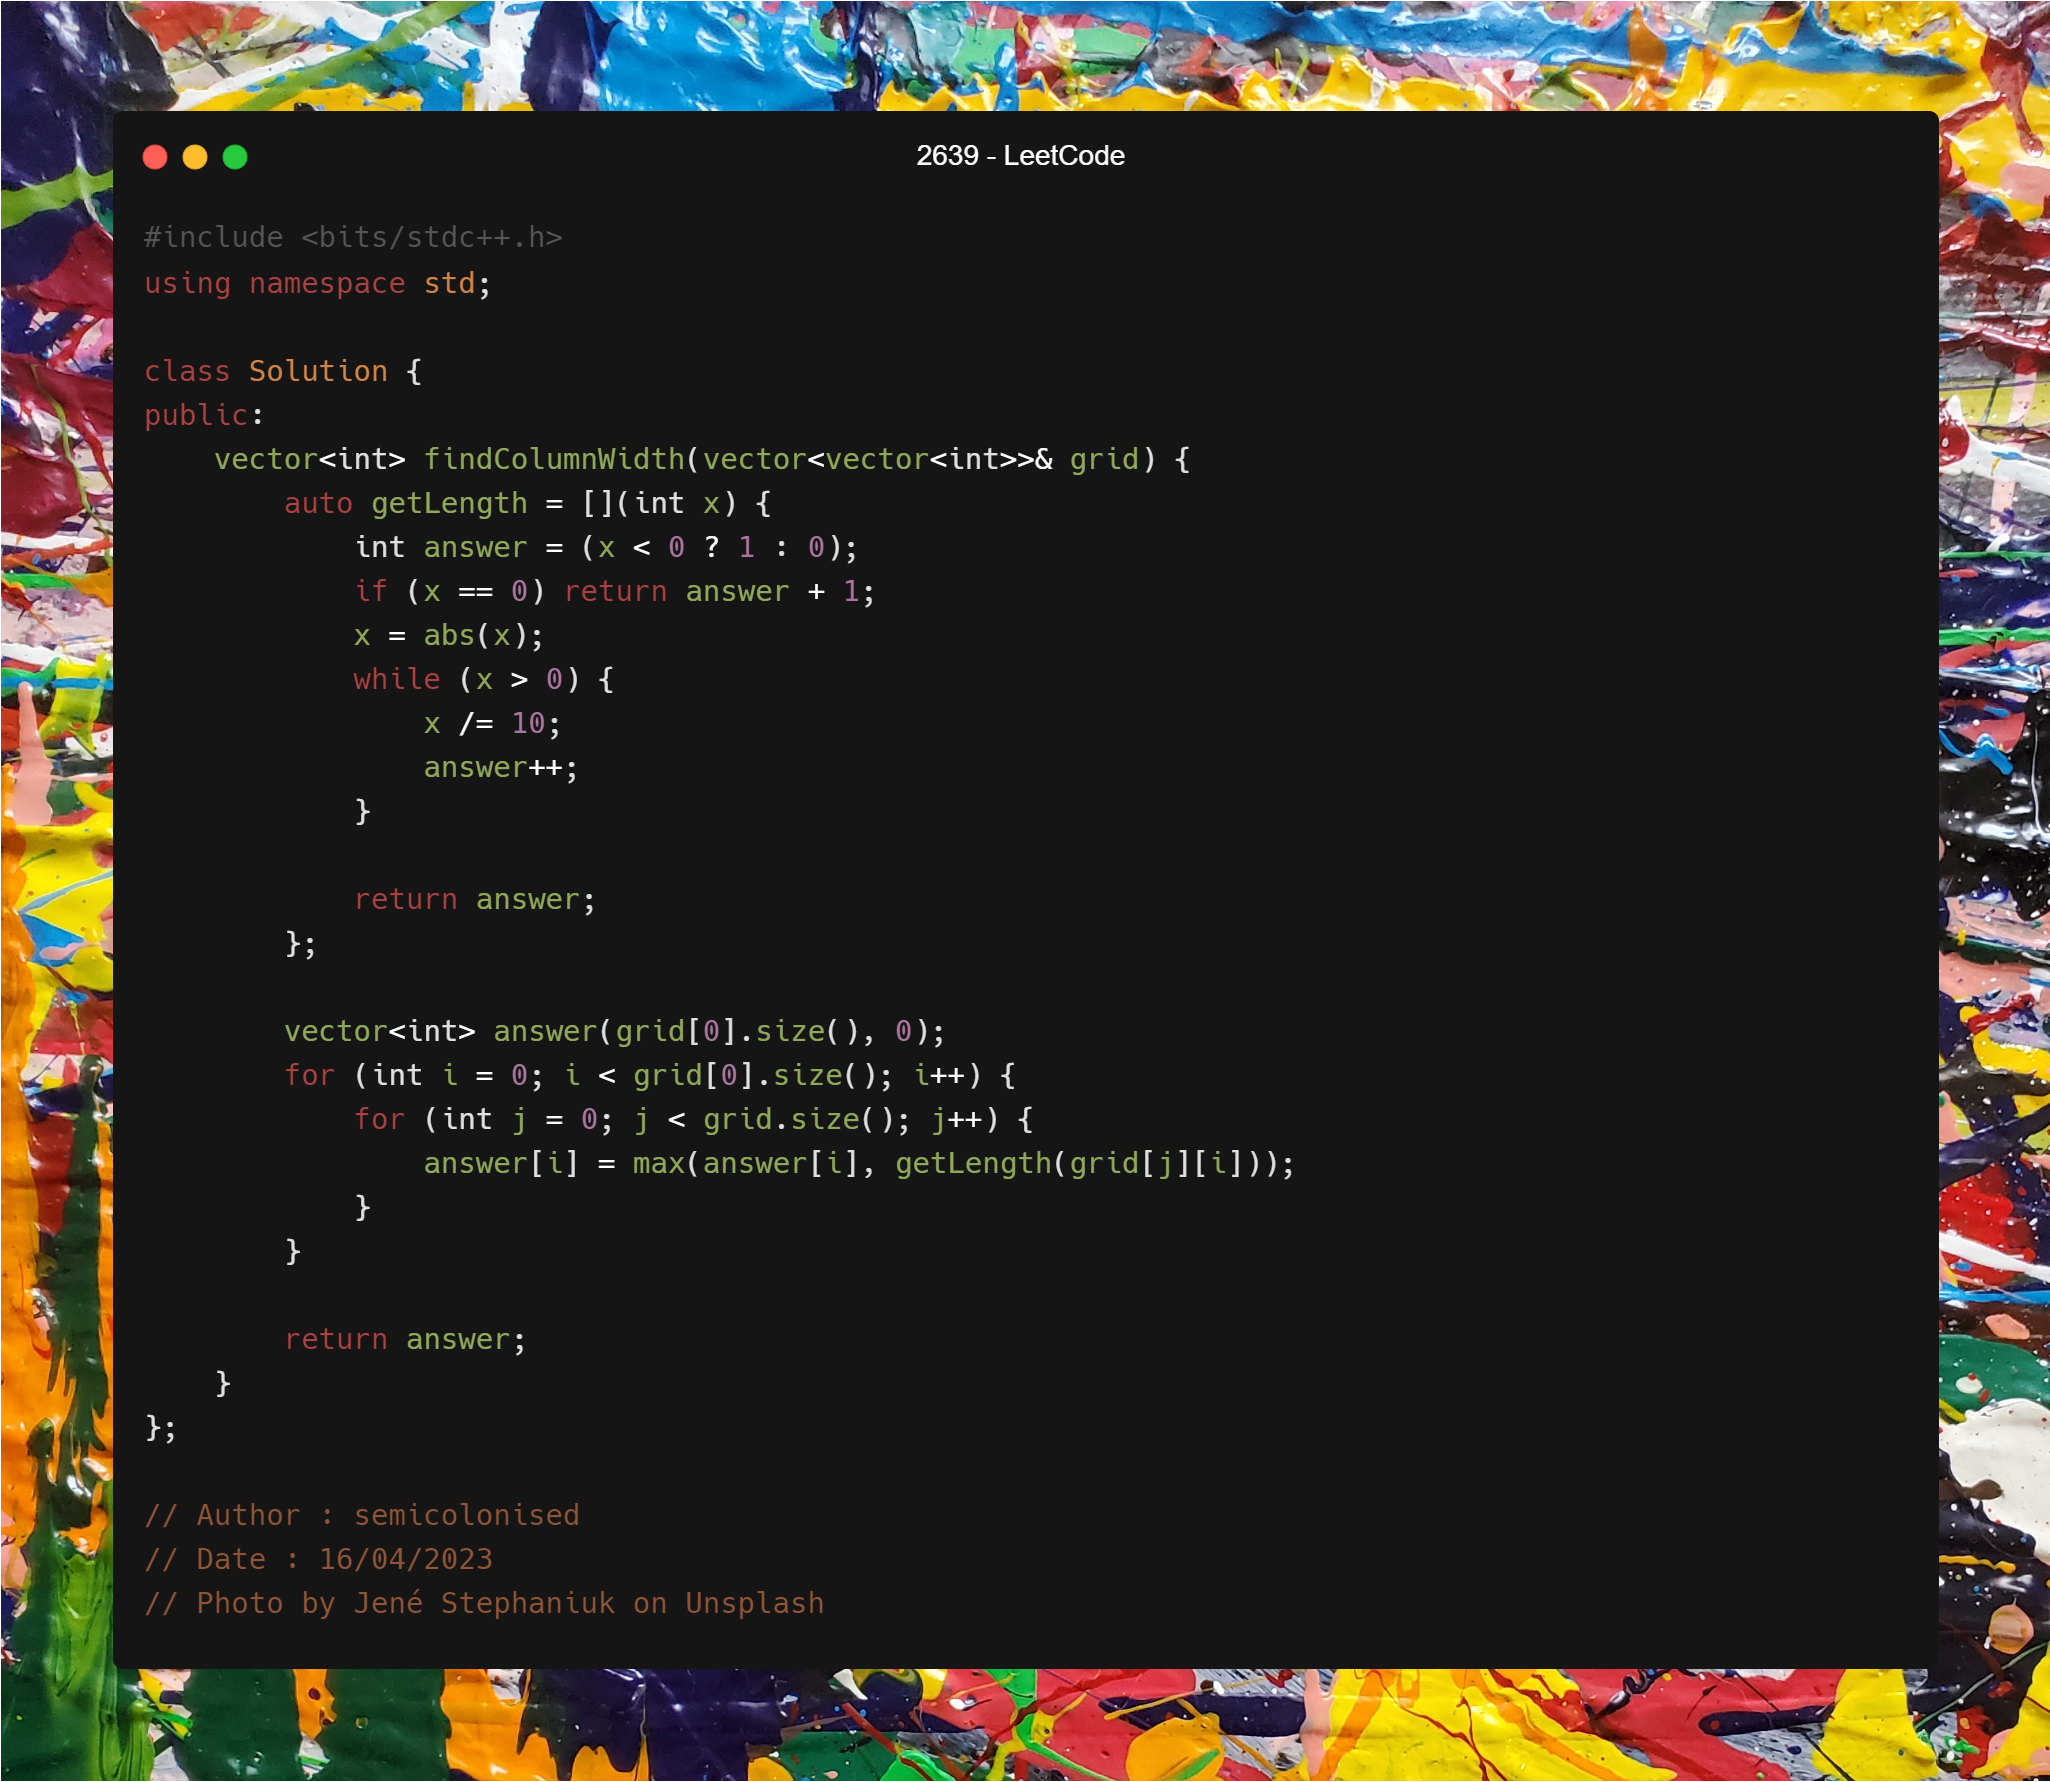 2639 - LeetCode
#include <bits/stdc++.h>
using namespace std;

class Solution {
public:
    vector<int> findColumnWidth(vector<vector<int>>& grid) {
        auto getLength = [](int x) {
            int answer = (x < 0 ? 1 : 0);
            if (x == 0) return answer + 1;
            x = abs(x);
            while (x > 0) {
                x /= 10;
                answer++;
            }

            return answer;
        };

        vector<int> answer(grid[0].size(), 0);
        for (int i = 0; i < grid[0].size(); i++) {
            for (int j = 0; j < grid.size(); j++) {
                answer[i] = max(answer[i], getLength(grid[j][i]));
            }
        }

        return answer;
    }
};

// Author : semicolonised
// Date : 16/04/2023
// Photo by Jené Stephaniuk on Unsplash